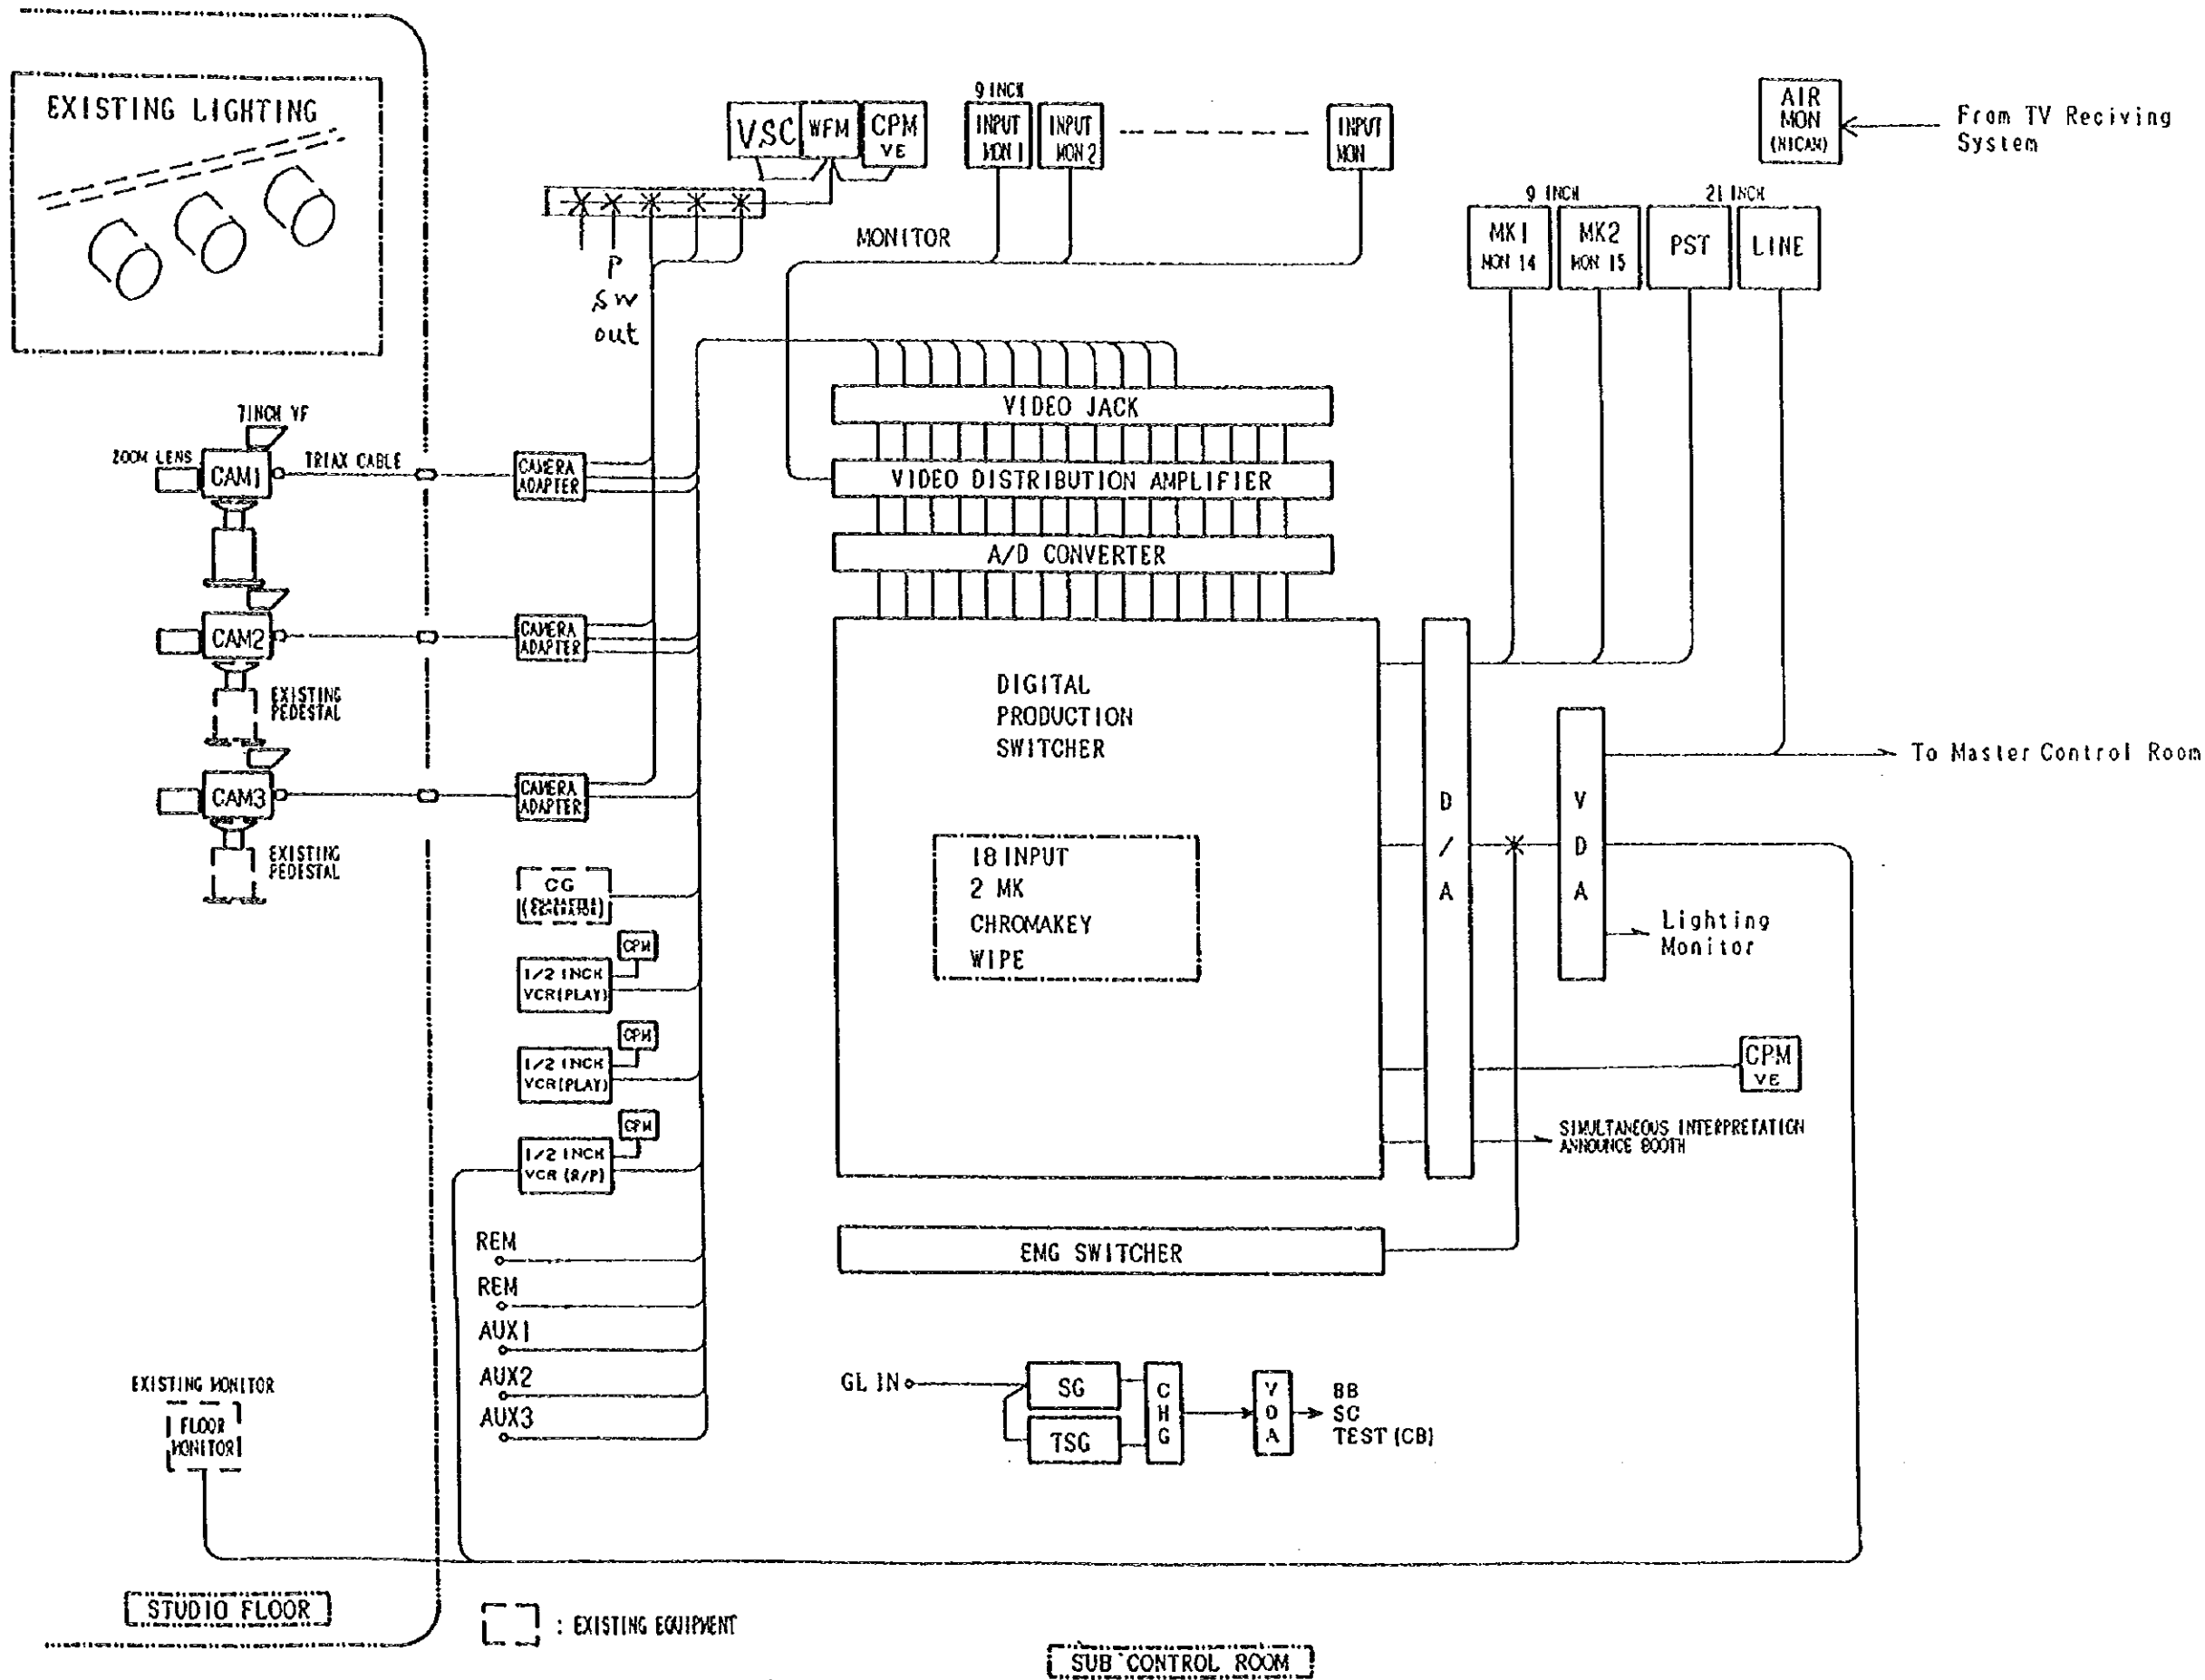 EXISTING LIGHTING
VSC
WFM
CPM
VE
9 INCH
INPUT
MON 1
INPUT
MON 2
INPUT
MON
AIR
MON
(NICAM)
From TV Reciving
System
9 INCH
21 INCH
MK1
MON 14
MK2
MON 15
PST
LINE
MONITOR
P
SW
out
VIDEO JACK
VIDEO DISTRIBUTION AMPLIFIER
A/D CONVERTER
7INCH VF
ZOOM LENS
CAM1
TRIAX CABLE
CAMERA
ADAPTER
CAM2
CAMERA
ADAPTER
EXISTING
PEDESTAL
CAM3
CAMERA
ADAPTER
EXISTING
PEDESTAL
DIGITAL
PRODUCTION
SWITCHER
18 INPUT
2 MK
CHROMAKEY
WIPE
D
/
A
V
D
A
To Master Control Room
Lighting
Monitor
CPM
VE
SIMULTANEOUS INTERPRETATION
ANNOUNCE BOOTH
CG
CPM
1/2 INCH
VCR(PLAY)
CPM
1/2 INCH
VCR(PLAY)
CPM
1/2 INCH
VCR (R/P)
REM
REM
AUX1
AUX2
AUX3
EMG SWITCHER
GL IN
SG
TSG
C
H
G
V
D
A
BB
SC
TEST (CB)
EXISTING MONITOR
FLOOR
MONITOR
STUDIO FLOOR
: EXISTING EQUIPMENT
SUB CONTROL ROOM